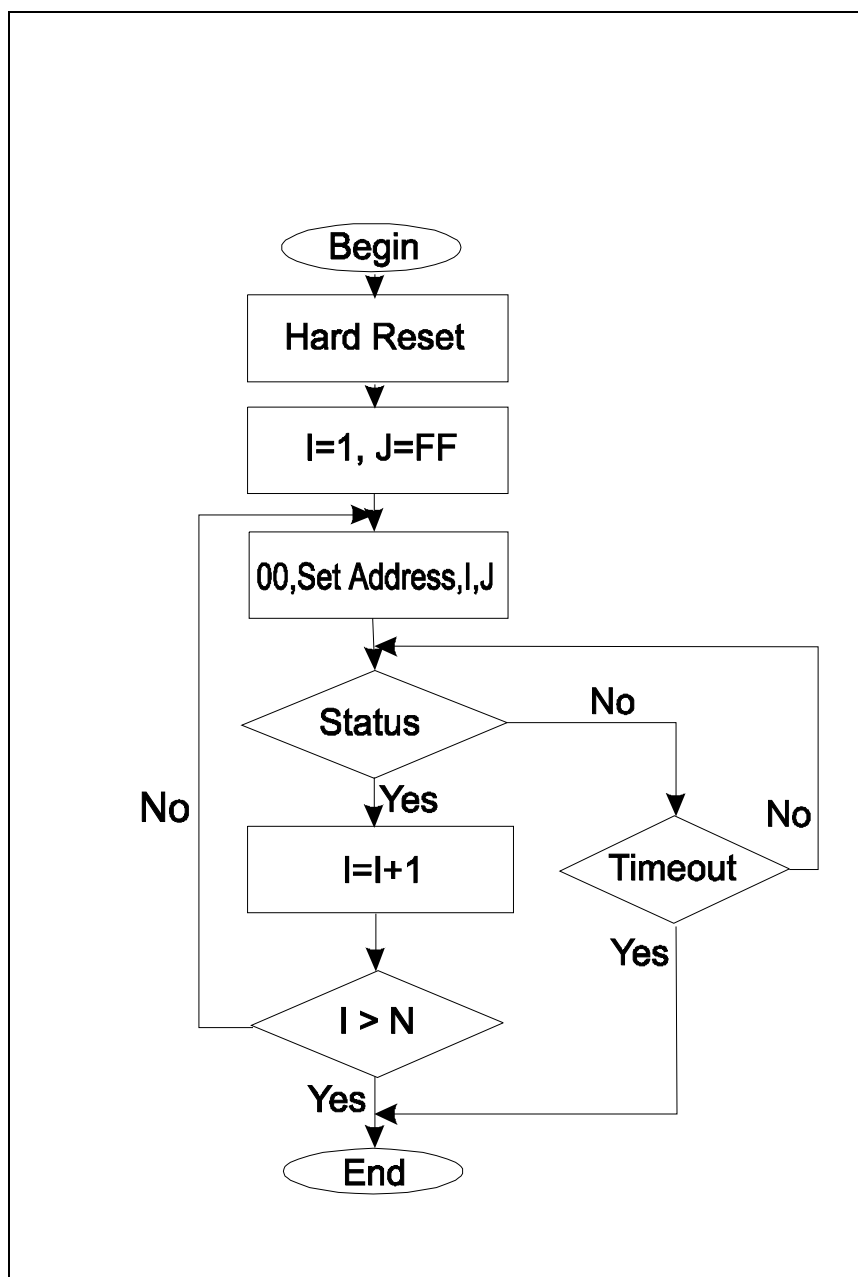 Begin
Hard Reset
I=1, J=FF
00,Set Address,I,J
Status
No
Yes
No
No
I=I+1
Timeout
Yes
I > N
Yes
End